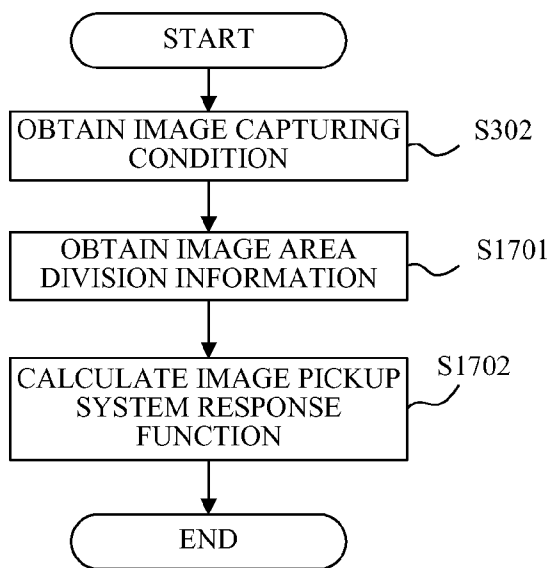 START
OBTAIN IMAGE CAPTURING
CONDITION
S302
OBTAIN IMAGE AREA
DIVISION INFORMATION
S1701
CALCULATE IMAGE PICKUP
SYSTEM RESPONSE
FUNCTION
S1702
END